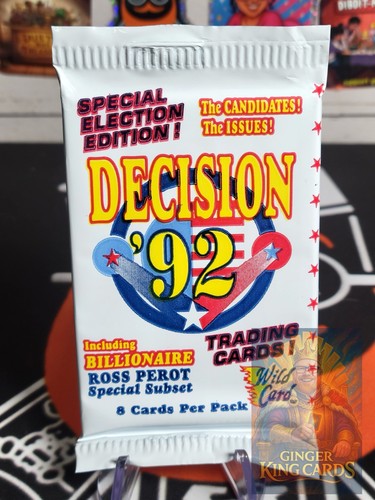 SPECIAL
ELECTION
EDITION!
The CANDIDATES!
The ISSUES!
DECISION
'92
Including
BILLIONAIRE
ROSS PEROT
Special Subset
TRADING
CARDS!
Wild
Card
8 Cards Per Pack
GINGER
KING CARDS